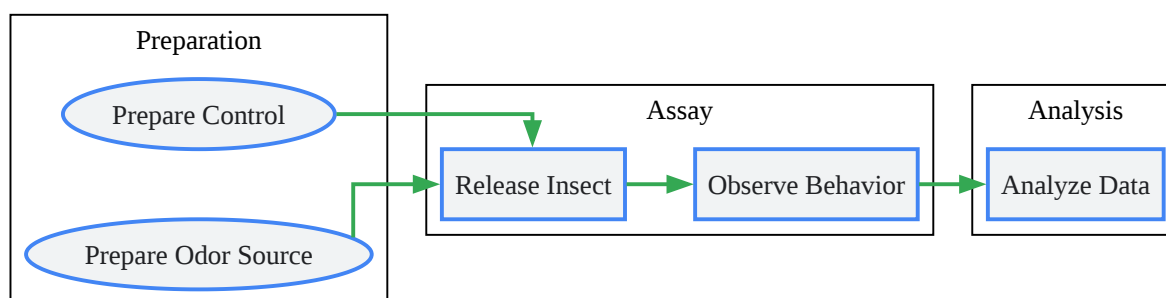 Preparation
Prepare Control
Prepare Odor Source
Assay
Release Insect
Observe Behavior
Analysis
Analyze Data